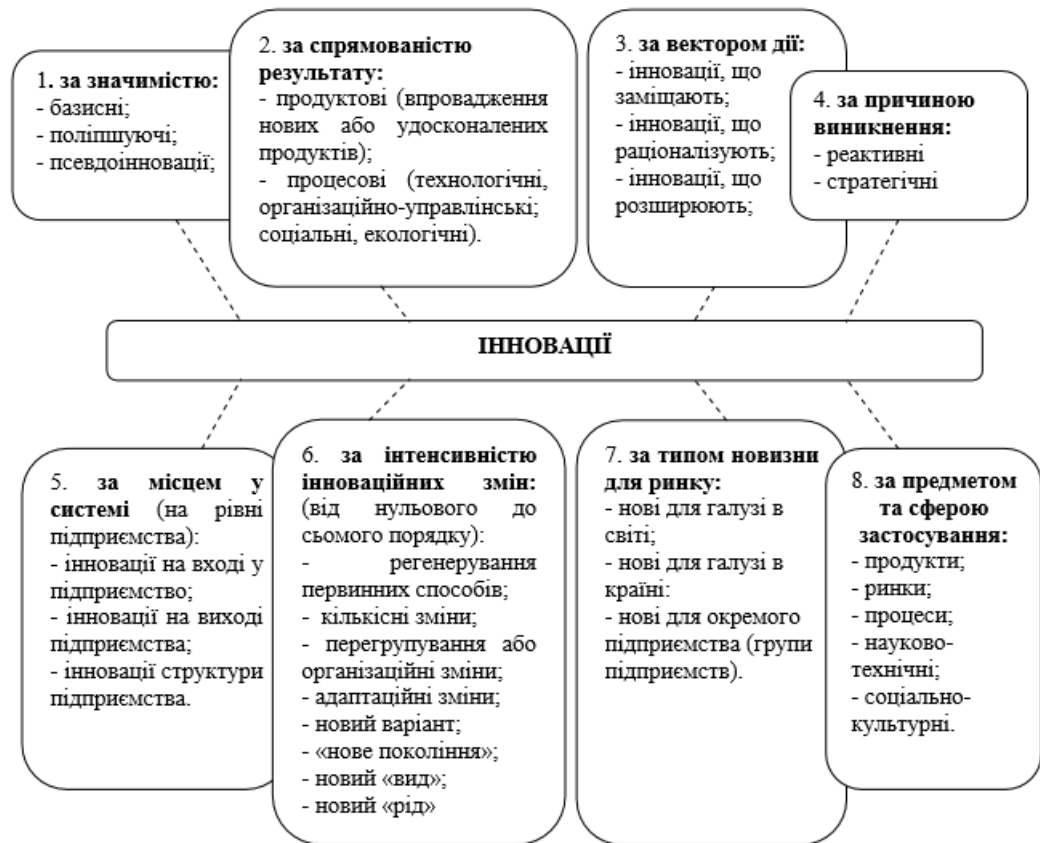 1. за значимістю:
- базисні;
- поліпшуючі;
- псевдоінновації;
2. за спрямованістю
результату:
- продуктові (впровадження
нових або удосконалених
продуктів);
- процесові (технологічні,
організаційно-управлінські;
соціальні, екологічні).
3. за вектором дії:
- інновації, що
заміщають;
- інновації, що
раціоналізують;
- інновації, що
розширюють;
4. за причиною
виникнення:
- реактивні
- стратегічні
ІННОВАЦІЇ
5. за місцем у
системі (на рівні
підприємства):
- інновації на вході у
підприємство;
- інновації на виході
підприємства;
- інновації структури
підприємства.
6. за інтенсивністю
інноваційних змін:
(від нульового до
сьомого порядку):
- регенерування
первинних способів;
- кількісні зміни;
- перегрупування або
організаційні зміни;
- адаптаційні зміни;
- новий варіант;
- «нове покоління»;
- новий «вид»;
- новий «рід»
7. за типом новизни
для ринку:
- нові для галузі в
світі;
- нові для галузі в
країні:
- нові для окремого
підприємства (групи
підприємств).
8. за предметом
та сферою
застосування:
- продукти;
- ринки;
- процеси;
- науково-
технічні;
- соціально-
культурні.